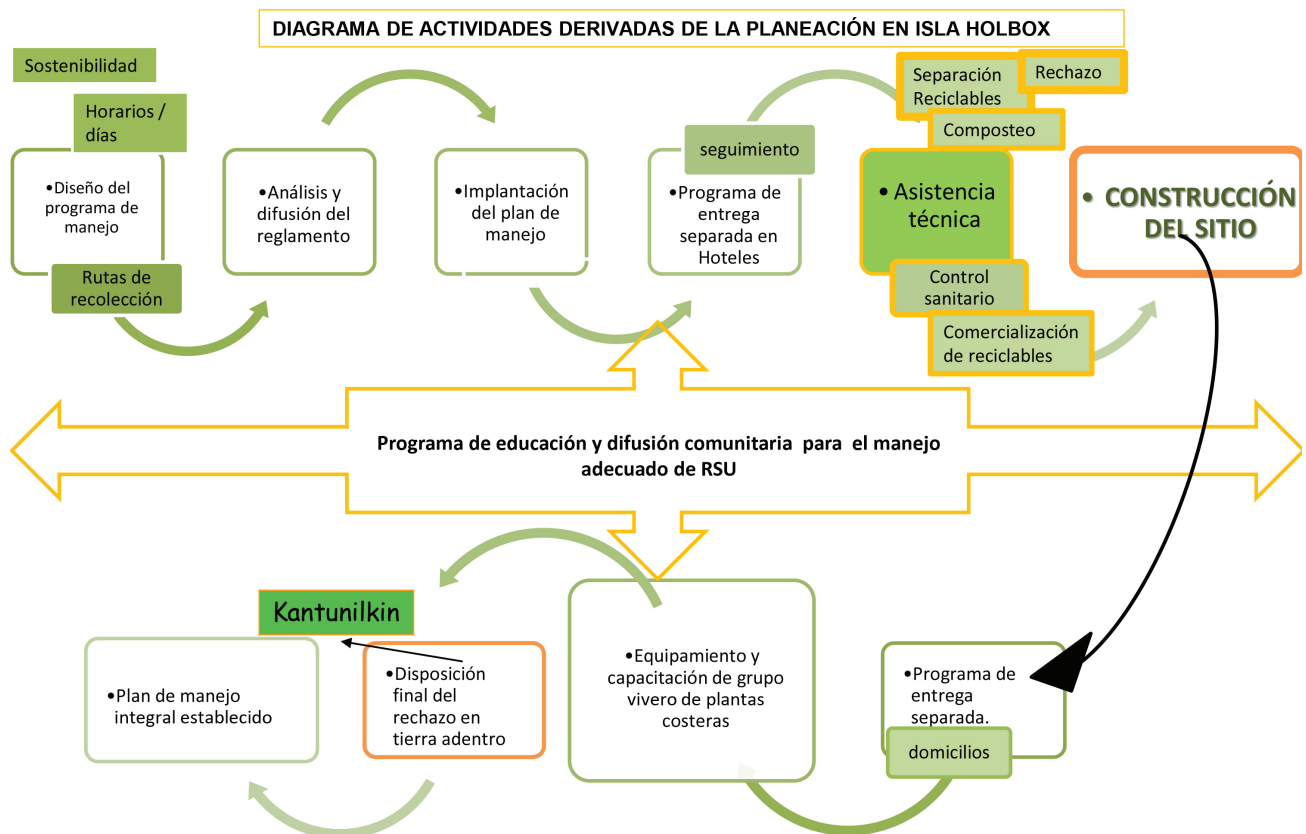 DIAGRAMA DE ACTIVIDADES DERIVADAS DE LA PLANEACIÓN EN ISLA HOLBOX
Sostenibilidad
Horarios /
días
•Diseño del
programa de
manejo
Rutas de
recolección
•Análisis y
difusión del
reglamento
•Implantación
del plan de
manejo
seguimiento
•Programa de
entrega
separada en
Hoteles
Separación
Reciclables
Rechazo
Composteo
• Asistencia
técnica
Control
sanitario
Comercialización
de reciclables
• CONSTRUCCIÓN
DEL SITIO
Programa de educación y difusión comunitaria para el manejo
adecuado de RSU
Kantunilkin
•Plan de manejo
integral establecido
•Disposición
final del
rechazo en
tierra adentro
•Equipamiento y
capacitación de grupo
vivero de plantas
costeras
•Programa de
entrega
separada.
domicilios